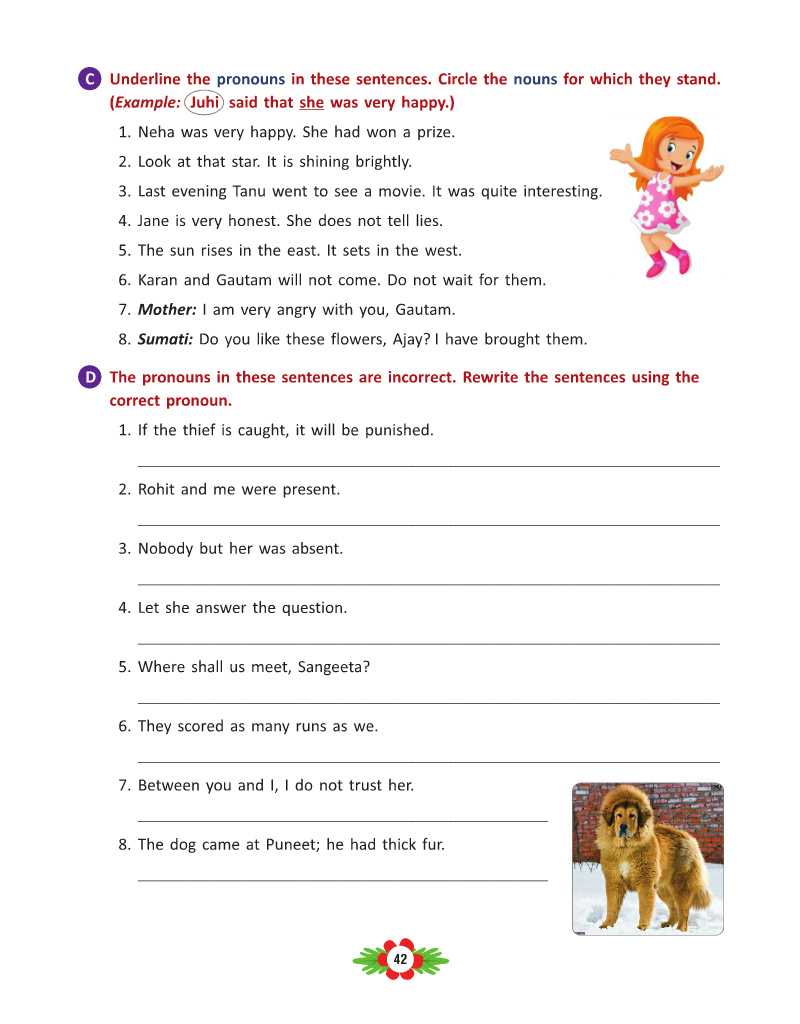 C Underline the pronouns in these sentences. Circle the nouns for which they stand.
(Example: Juhi said that she was very happy.)
1. Neha was very happy. She had won a prize.
2. Look at that star. It is shining brightly.
3. Last evening Tanu went to see a movie. It was quite interesting.
4. Jane is very honest. She does not tell lies.
5. The sun rises in the east. It sets in the west.
6. Karan and Gautam will not come. Do not wait for them.
7. Mother: I am very angry with you, Gautam.
8. Sumati: Do you like these flowers, Ajay? I have brought them.
D The pronouns in these sentences are incorrect. Rewrite the sentences using the
correct pronoun.
1. If the thief is caught, it will be punished.
2. Rohit and me were present.
3. Nobody but her was absent.
4. Let she answer the question.
5. Where shall us meet, Sangeeta?
6. They scored as many runs as we.
7. Between you and I, I do not trust her.
8. The dog came at Puneet; he had thick fur.
42